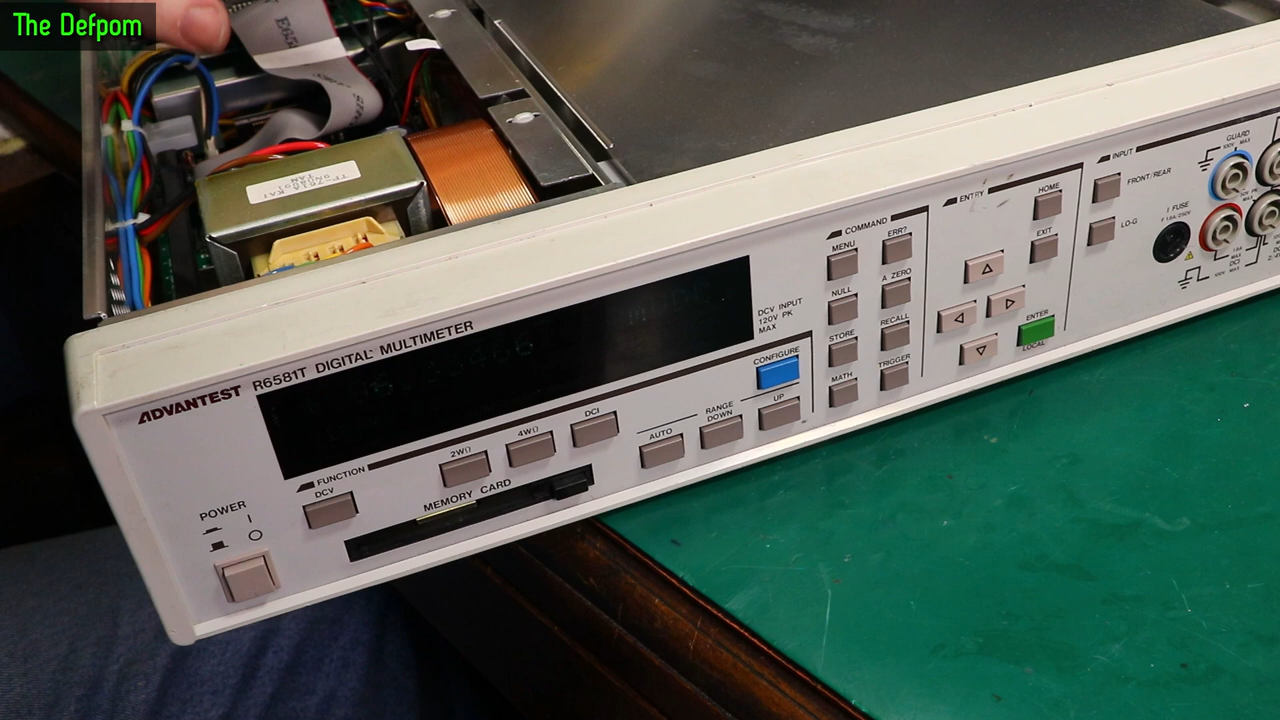 The Defpom
ADVANTEST R6581T DIGITAL MULTIMETER
DCV INPUT
120V PK
MAX
POWER
FUNCTION
DCV
2WΩ
4WΩ
DCI
MEMORY CARD
CONFIGURE
AUTO
RANGE
DOWN
UP
COMMAND
MENU
ERR?
NULL
A ZERO
STORE
RECALL
MATH
TRIGGER
ENTRY
HOME
EXIT
ENTER
LOCAL
INPUT
FRONT/REAR
LO-G
GUARD
I FUSE